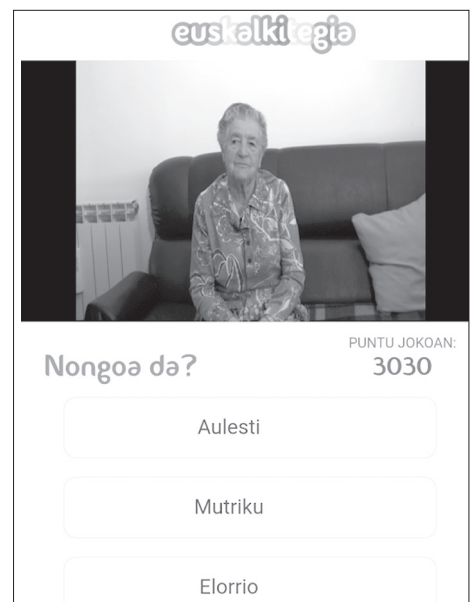 euskalkitegia
PUNTU JOKOAN:
Nongoa da? 3030
Aulesti
Mutriku
Elorrio